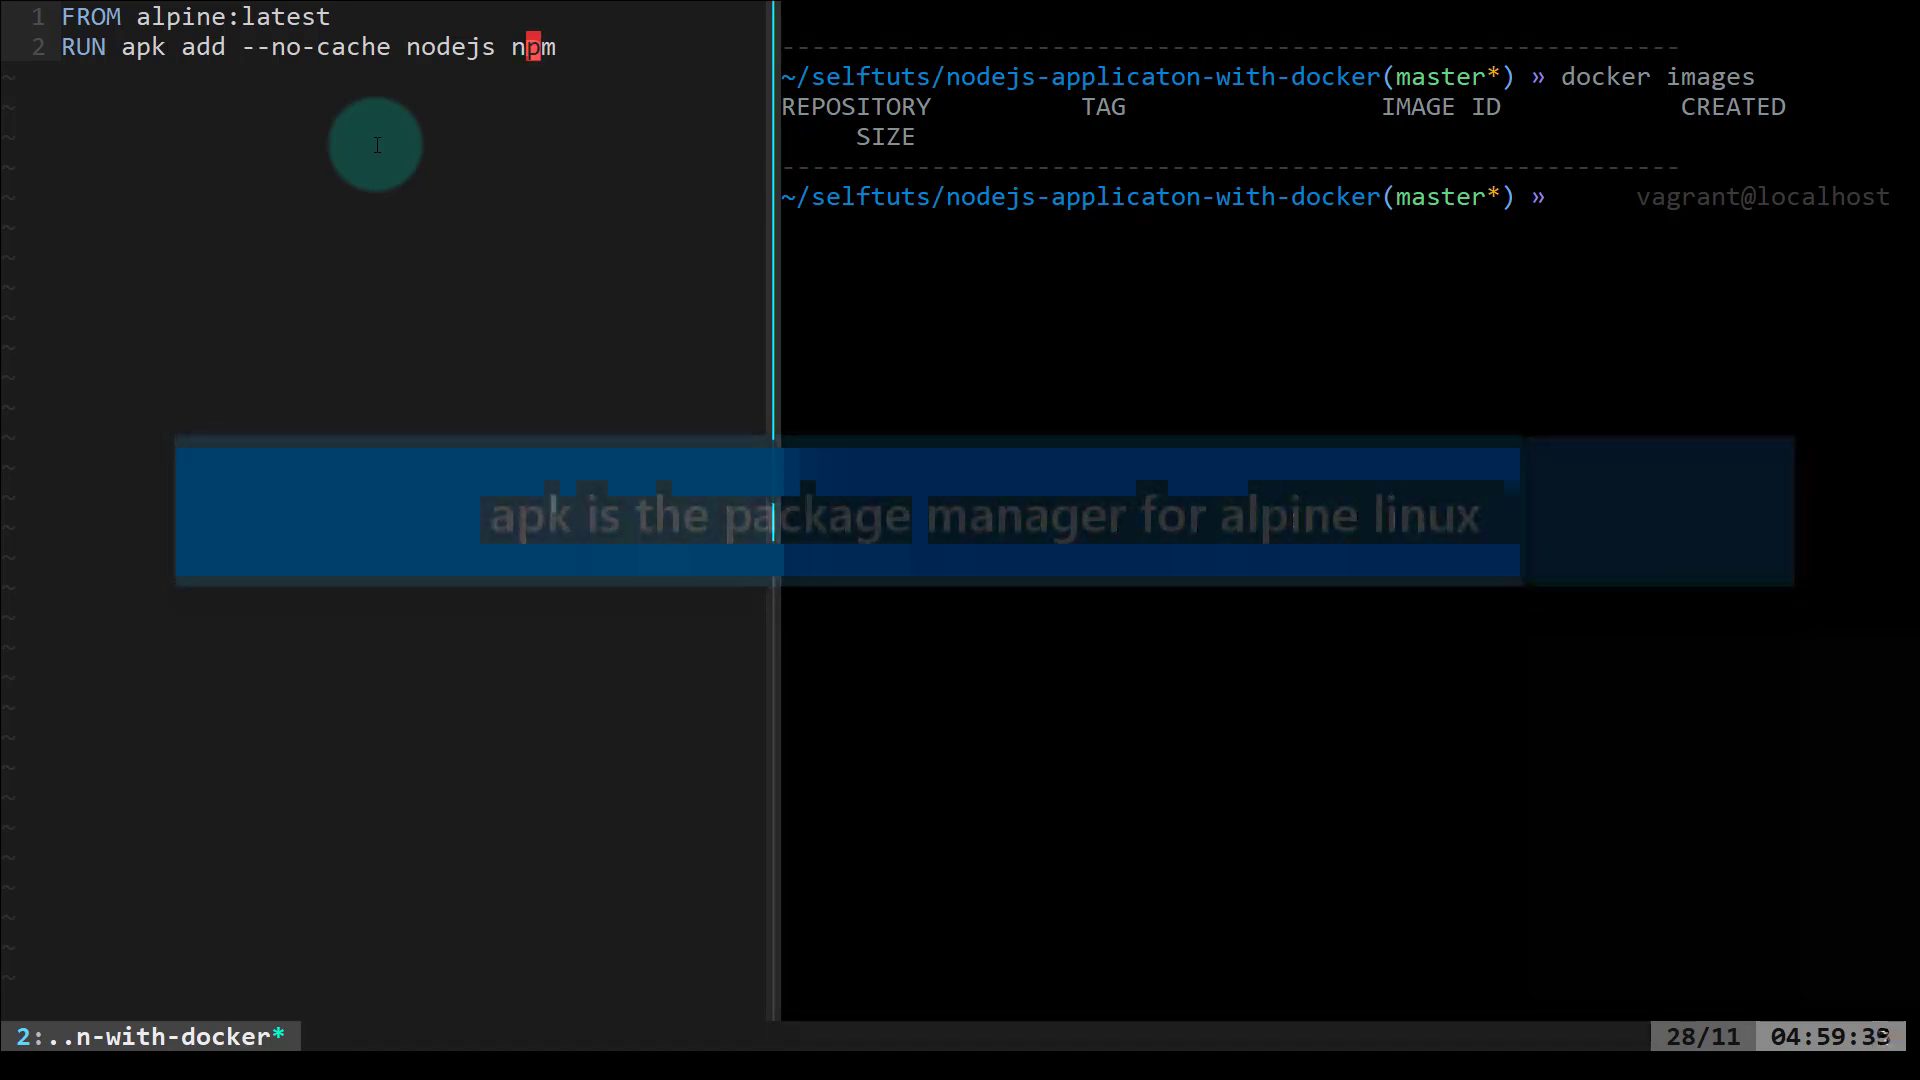 1 FROM alpine:latest
2 RUN apk add --no-cache nodejs npm
~/selftuts/nodejs-applicaton-with-docker(master*) » docker images
REPOSITORY TAG IMAGE ID CREATED
SIZE
~/selftuts/nodejs-applicaton-with-docker(master*) » vagrant@localhost
apk is the package manager for alpine linux
2:..n-with-docker* 28/11 04:59:39